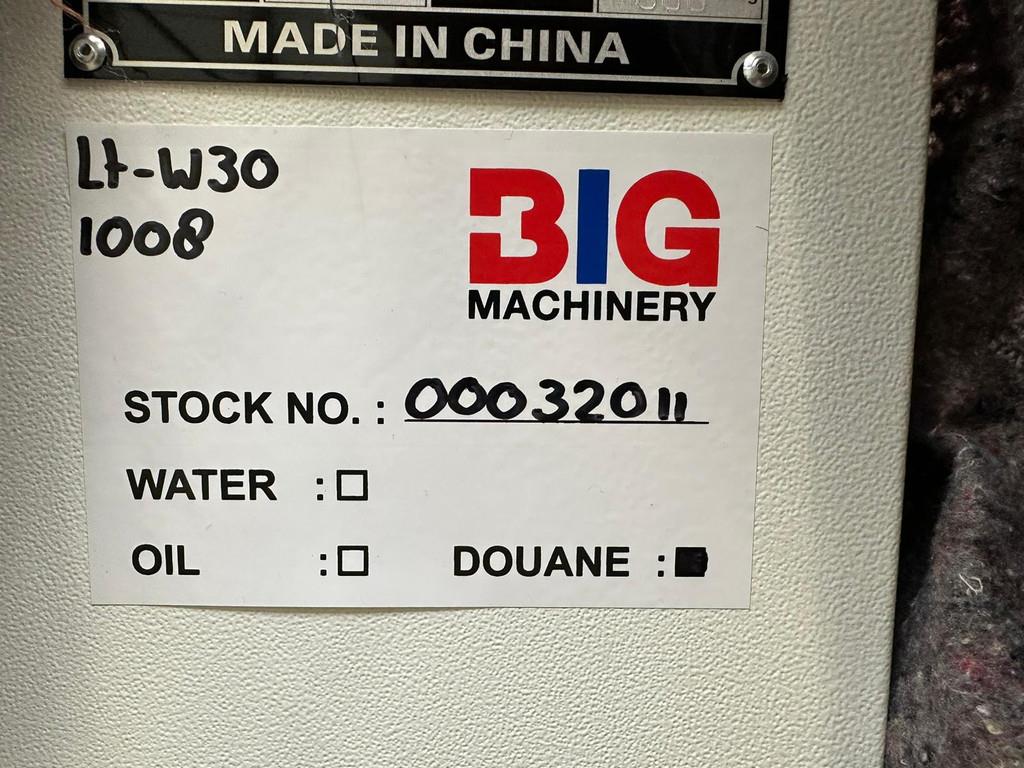 MADE IN CHINA
Lt-W30
1008
BIG
MACHINERY
STOCK NO. : 00032011
WATER :
OIL :
DOUANE :